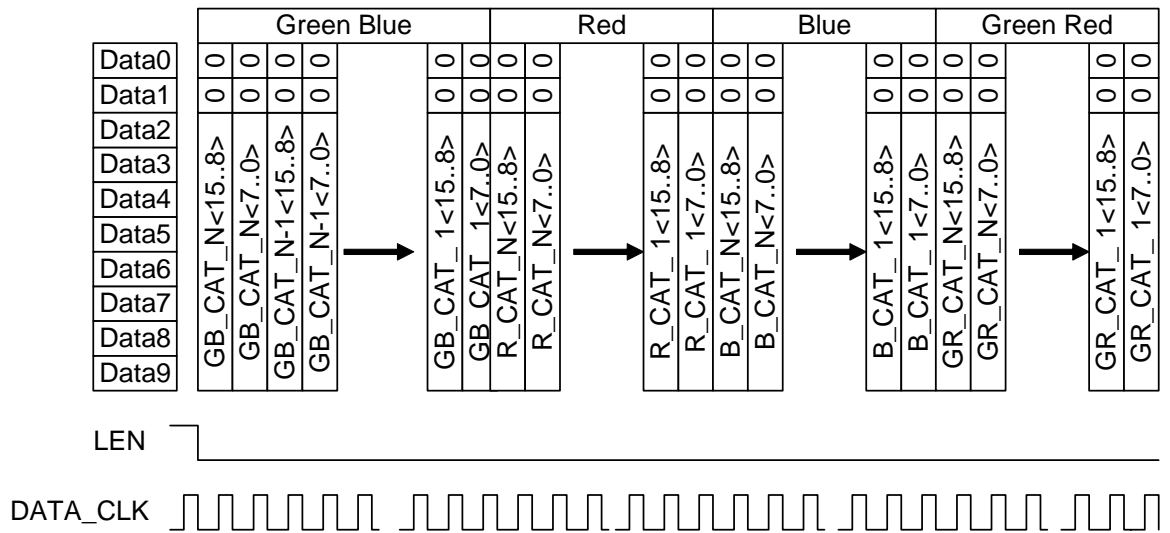 Green Blue Red Blue Green Red
Data0 0 0 0 0 0 0 0 0 0 0 0 0 0 0 0 0 0 0
Data1 0 0 0 0 0 0 0 0 0 0 0 0 0 0 0 0 0 0
Data2
Data3
Data4
Data5
Data6
Data7
Data8
Data9
GB_CAT_N<15..8>
GB_CAT_N<7..0>
GB_CAT_N-1<15..8>
GB_CAT_N-1<7..0>
GB_CAT_1<15..8>
GB_CAT_1<7..0>
R_CAT_N<15..8>
R_CAT_N<7..0>
R_CAT_1<15..8>
R_CAT_1<7..0>
B_CAT_N<15..8>
B_CAT_N<7..0>
B_CAT_1<15..8>
B_CAT_1<7..0>
GR_CAT_N<15..8>
GR_CAT_N<7..0>
GR_CAT_1<15..8>
GR_CAT_1<7..0>
LEN
DATA_CLK